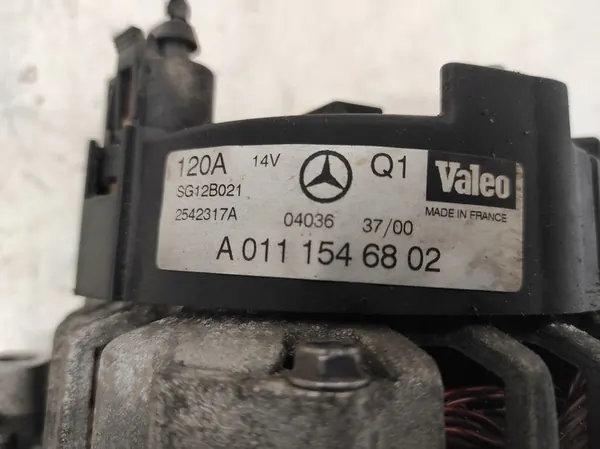 120A 14V Q1 Valeo
SG12B021 MADE IN FRANCE
2542317A 04036 37/00
A 011 154 68 02